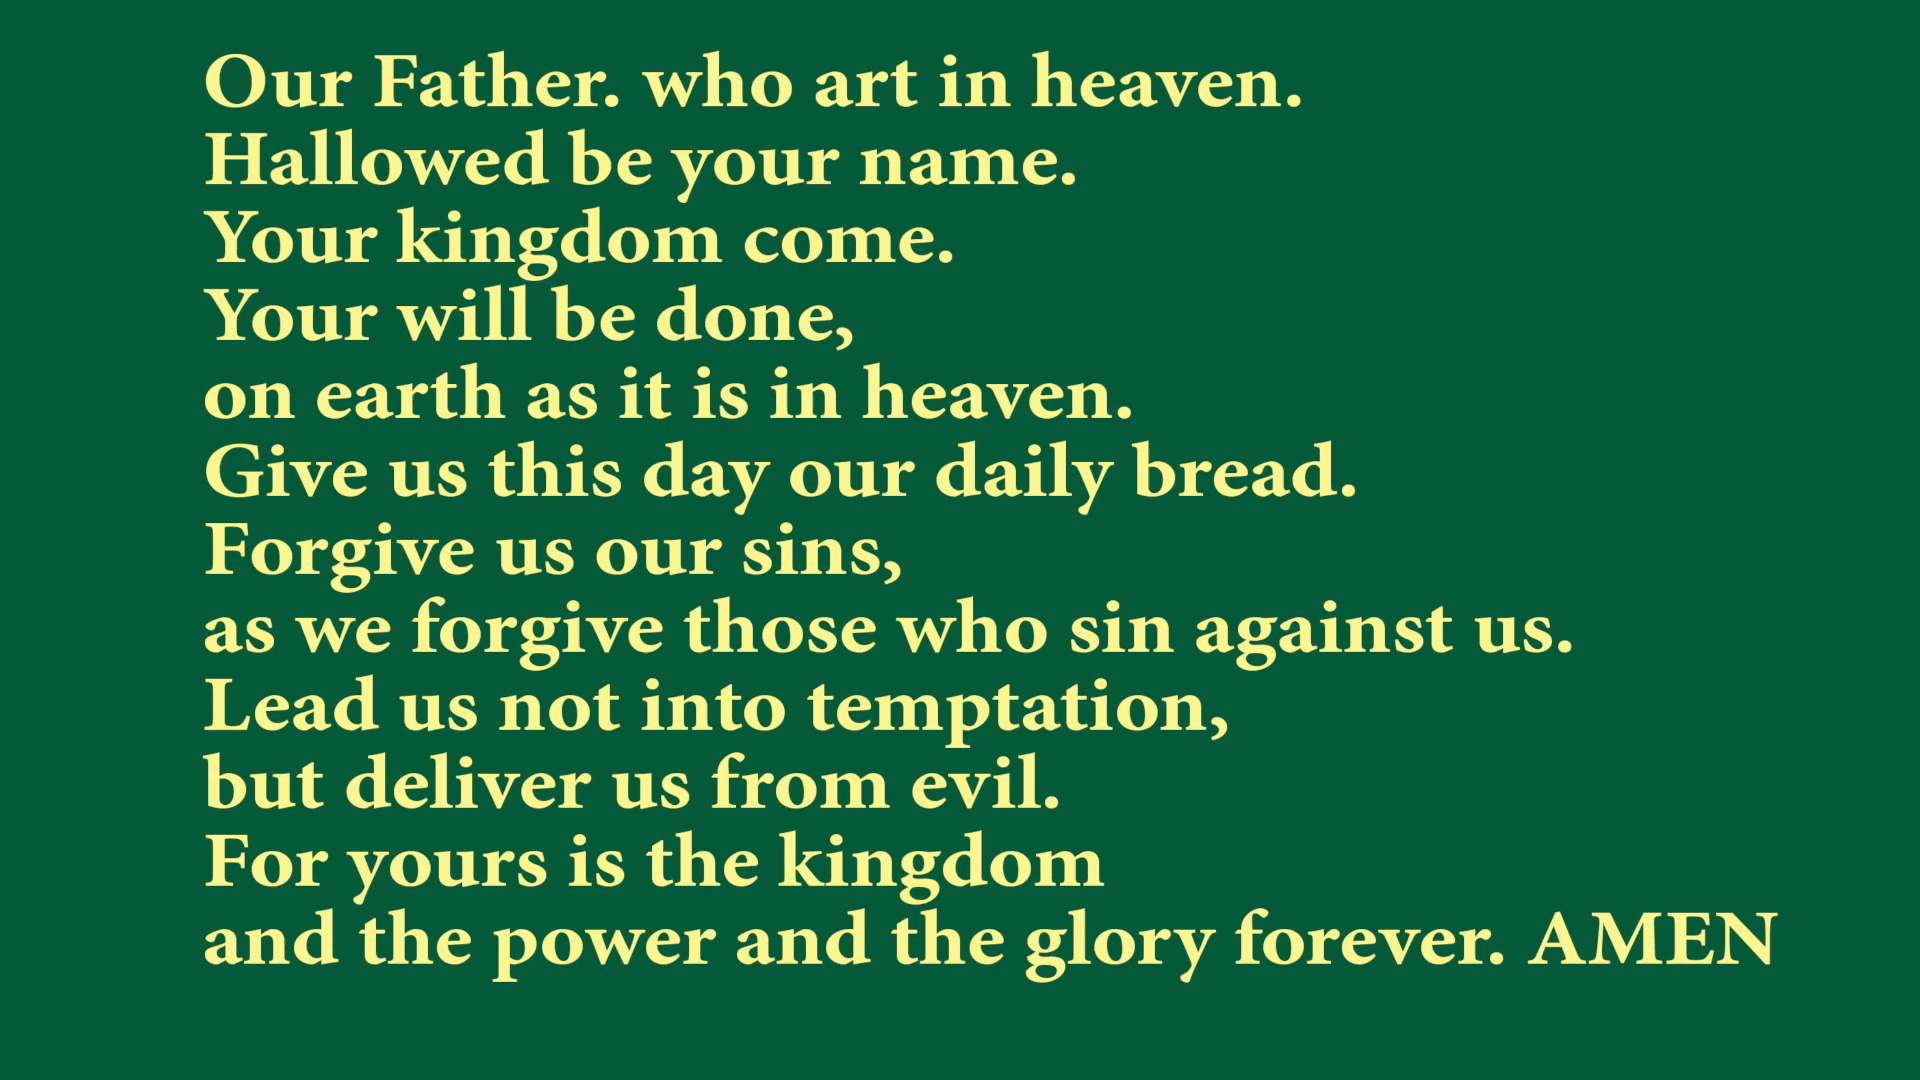 Our Father. who art in heaven.
Hallowed be your name.
Your kingdom come.
Your will be done,
on earth as it is in heaven.
Give us this day our daily bread.
Forgive us our sins,
as we forgive those who sin against us.
Lead us not into temptation,
but deliver us from evil.
For yours is the kingdom
and the power and the glory forever. AMEN